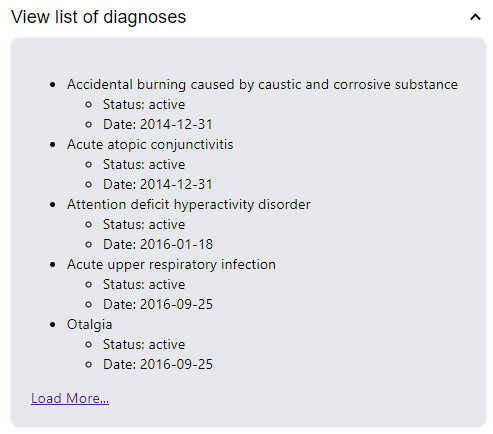 View list of diagnoses
Accidental burning caused by caustic and corrosive substance
Status: active
Date: 2014-12-31
Acute atopic conjunctivitis
Status: active
Date: 2014-12-31
Attention deficit hyperactivity disorder
Status: active
Date: 2016-01-18
Acute upper respiratory infection
Status: active
Date: 2016-09-25
Otalgia
Status: active
Date: 2016-09-25
Load More...